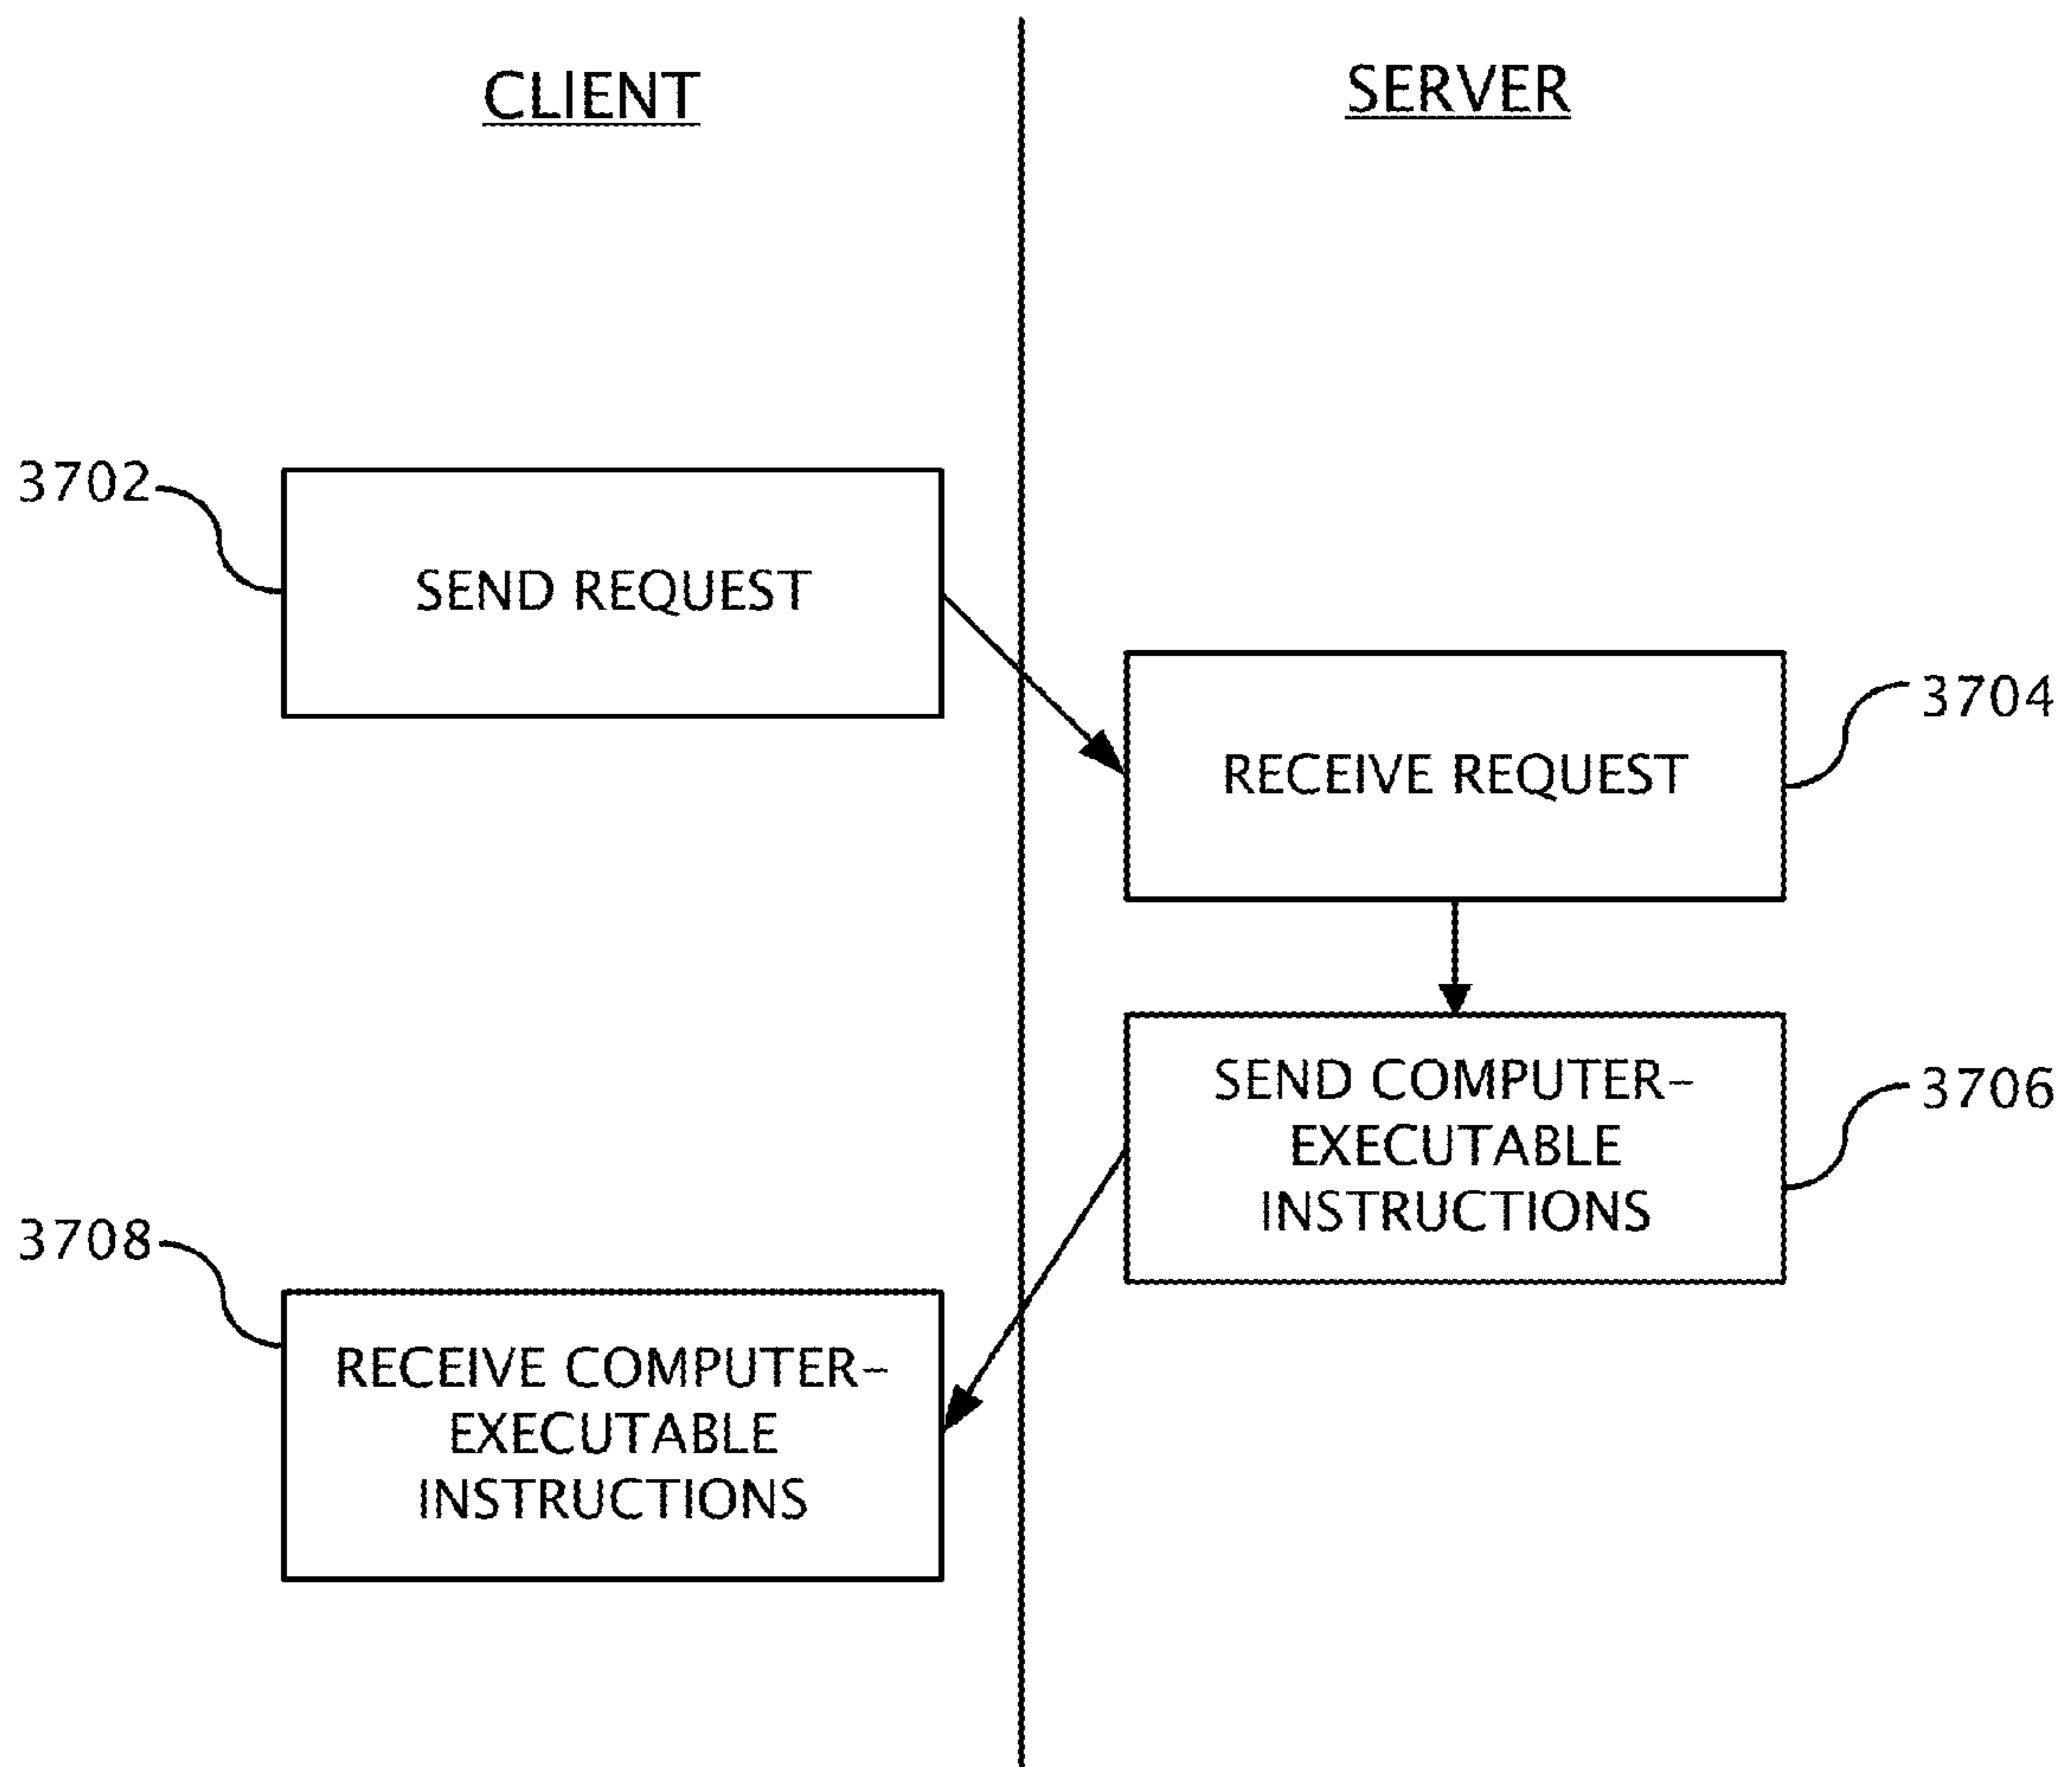 CLIENT
SERVER
3702
SEND REQUEST
3704
RECEIVE REQUEST
SEND COMPUTER-
EXECUTABLE
INSTRUCTIONS
3706
3708
RECEIVE COMPUTER-
EXECUTABLE
INSTRUCTIONS